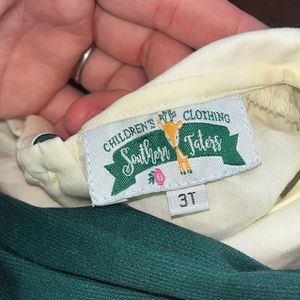 CHILDREN'S CLOTHING
Southern Taters
3T